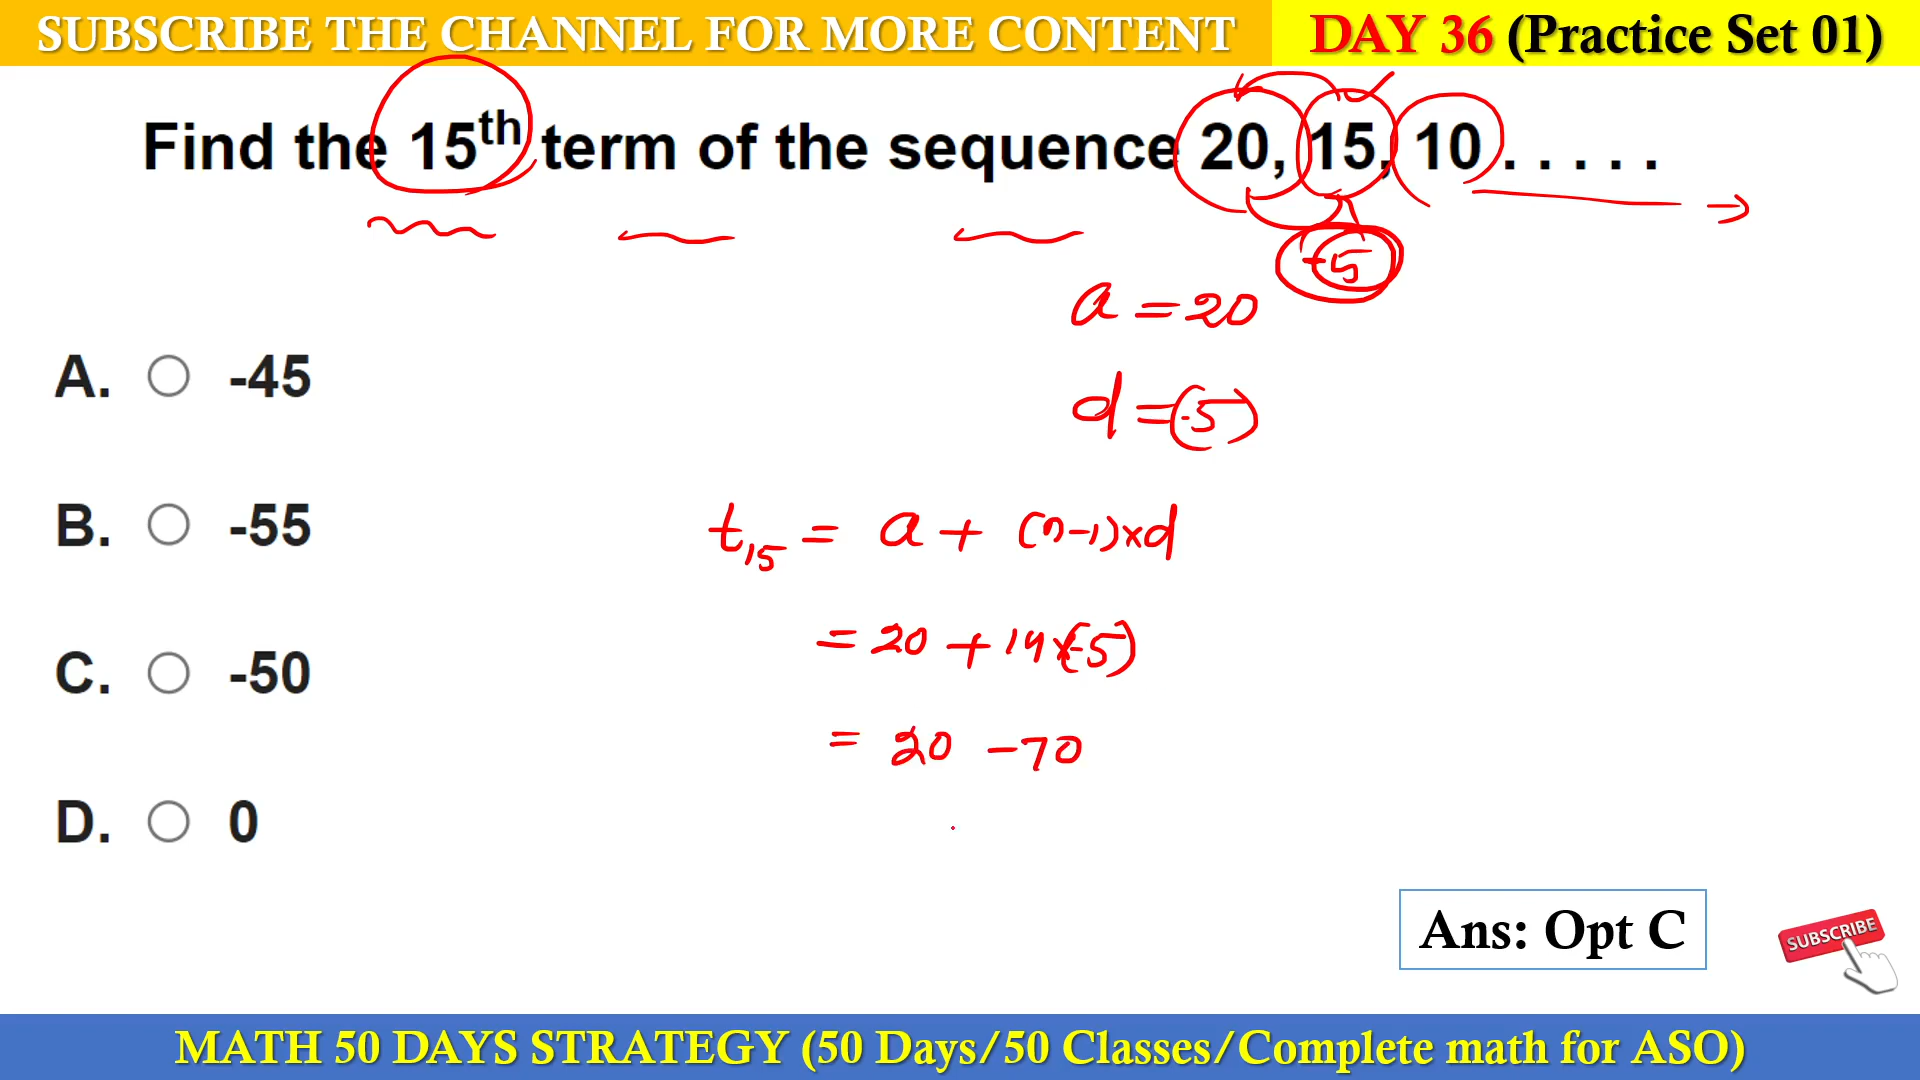 SUBSCRIBE THE CHANNEL FOR MORE CONTENT
DAY 36 (Practice Set 01)
Find the 15th term of the sequence 20, 15, 10 . . . . .
-5
a = 20
d = (-5)
A. -45
B. -55
C. -50
D. 0
t15 = a + (n-1)×d
= 20 + 14×(-5)
= 20 - 70
Ans: Opt C
SUBSCRIBE
MATH 50 DAYS STRATEGY (50 Days/50 Classes/Complete math for ASO)